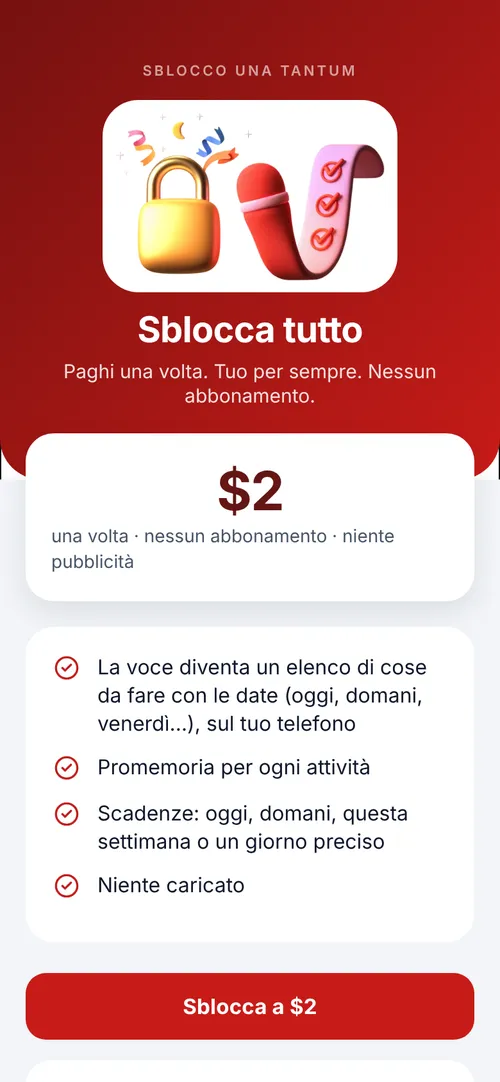 SBLOCCO UNA TANTUM
Sblocca tutto
Paghi una volta. Tuo per sempre. Nessun
abbonamento.
$2
una volta · nessun abbonamento · niente
pubblicità
La voce diventa un elenco di cose
da fare con le date (oggi, domani,
venerdì...), sul tuo telefono
Promemoria per ogni attività
Scadenze: oggi, domani, questa
settimana o un giorno preciso
Niente caricato
Sblocca a $2